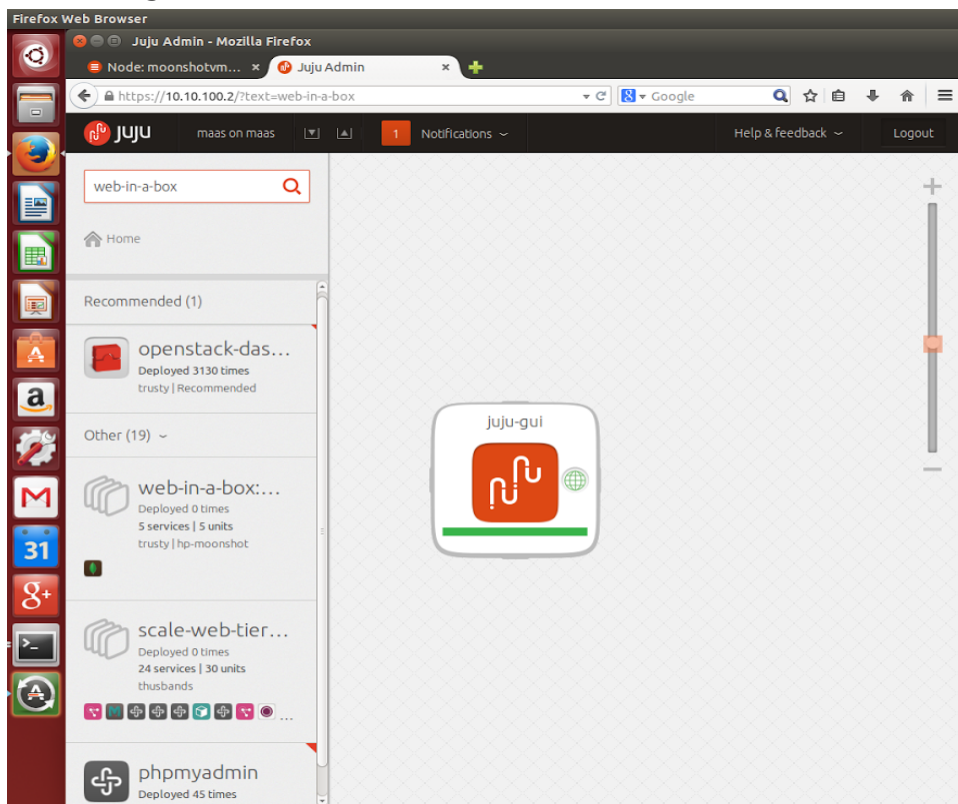 Firefox Web Browser
Juju Admin - Mozilla Firefox
Node: moonshotvm... ×
Juju Admin ×
https://10.10.100.2/?text=web-in-a-box
Google
juju
maas on maas
1 Notifications
Help & feedback
Logout
web-in-a-box
Home
Recommended (1)
openstack-das...
Deployed 3130 times
trusty | Recommended
Other (19)
web-in-a-box:...
Deployed 0 times
5 services | 5 units
trusty | hp-moonshot
scale-web-tier...
Deployed 0 times
24 services | 30 units
thusbands
...
phpmyadmin
Deployed 45 times
juju-gui
a
31
g+
>_